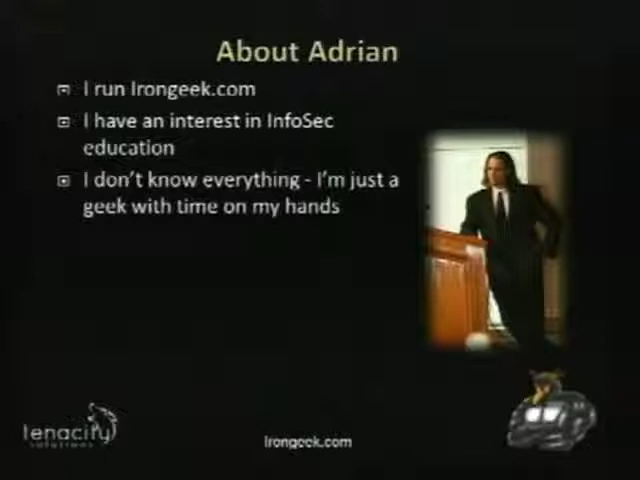 About Adrian
I run Irongeek.com
I have an interest in InfoSec
education
I don't know everything - I'm just a
geek with time on my hands
tenacity
solutions
Irongeek.com